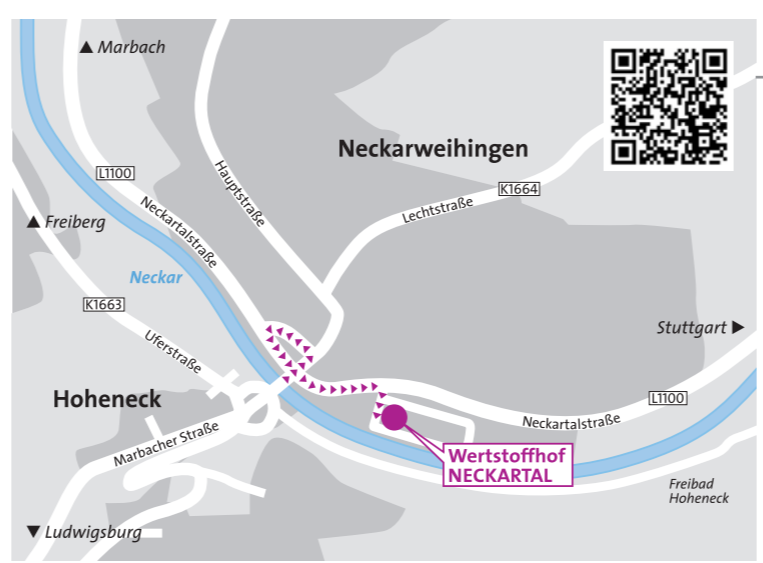 ▲ Marbach
Neckarweihingen
L1100
Hauptstraße
K1664
Neckartalstraße
Lechtstraße
▲ Freiberg
Neckar
K1663
Stuttgart ▶
Uferstraße
Hoheneck
L1100
Neckartalstraße
Marbacher Straße
Wertstoffhof
NECKARTAL
Freibad
Hoheneck
▼ Ludwigsburg